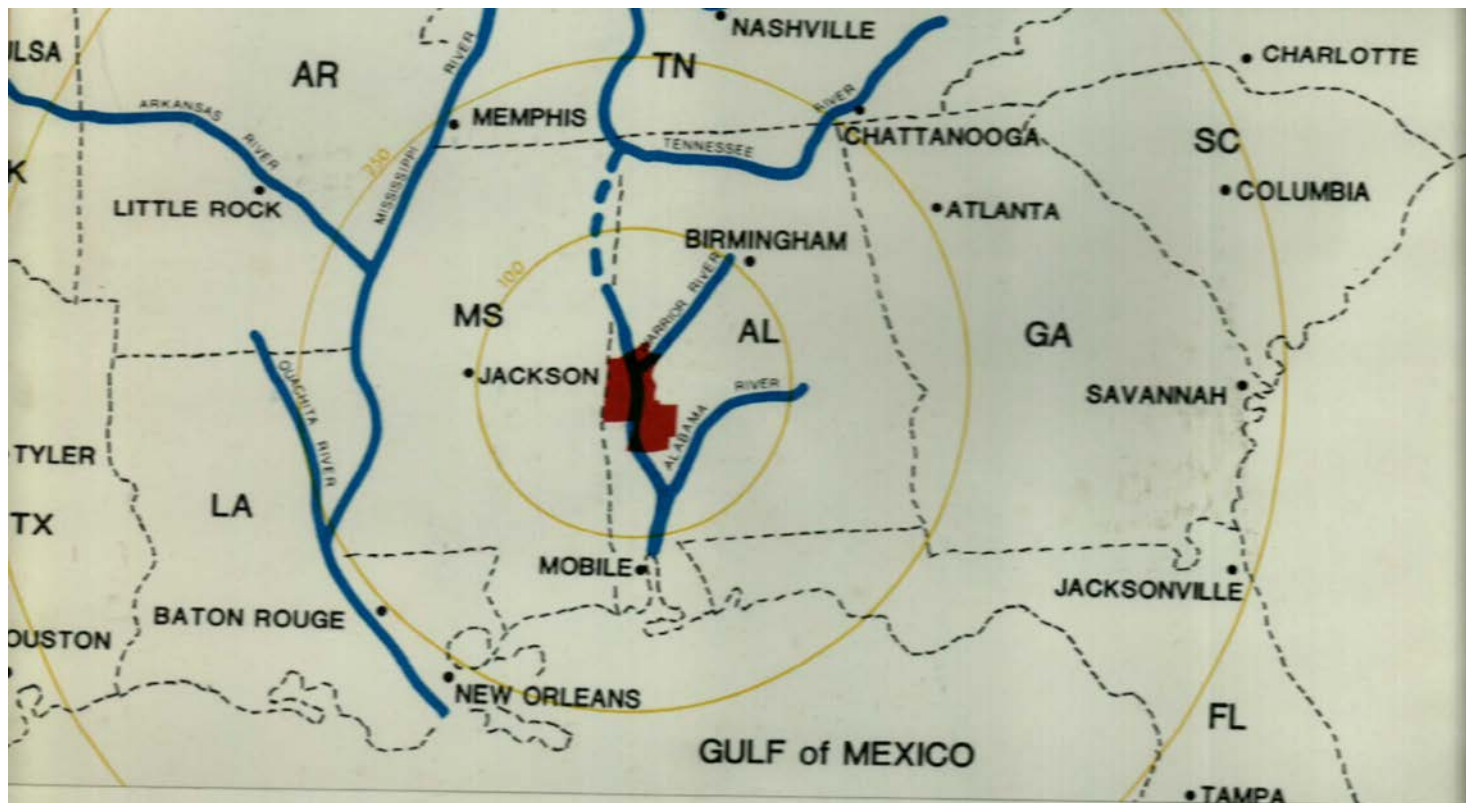 NASHVILLE
CHARLOTTE
ULSA
AR
RIVER
TN
ARKANSAS
RIVER
MEMPHIS
RIVER
CHATTANOOGA
TENNESSEE
SC
250
MISSISSIPPI
K
LITTLE ROCK
COLUMBIA
ATLANTA
BIRMINGHAM
100
MS
ARRIOR RIVER
AL
GA
JACKSON
OUACHITA RIVER
RIVER
ALABAMA
SAVANNAH
TYLER
LA
TX
MOBILE
JACKSONVILLE
BATON ROUGE
OUSTON
NEW ORLEANS
FL
GULF of MEXICO
TAMPA